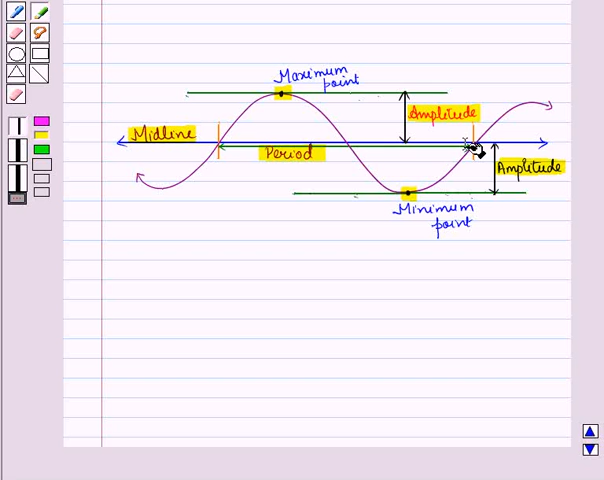 Maximum
point
Amplitude
Midline
Period
Amplitude
Minimum
point